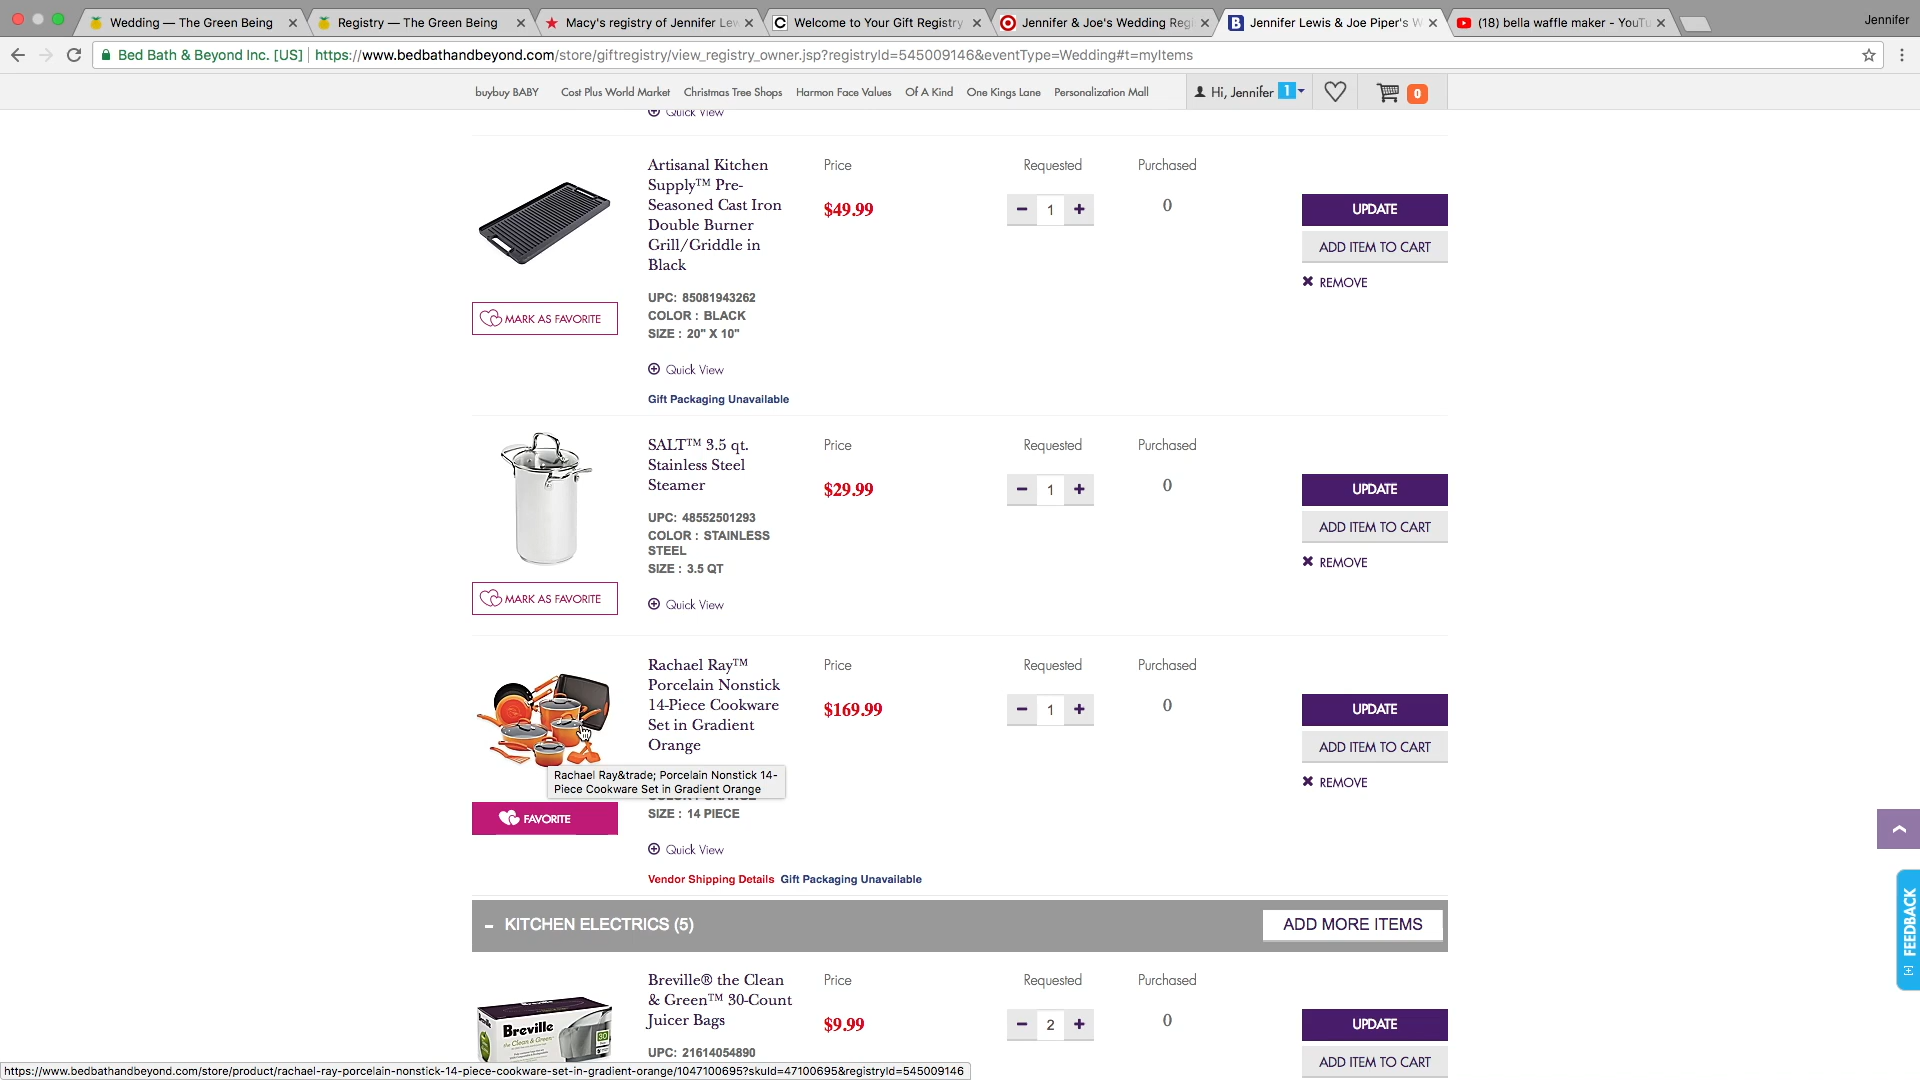 Wedding — The Green Being
Registry — The Green Being
Macy's registry of Jennifer Le
Welcome to Your Gift Registry
Jennifer & Joe's Wedding Reg
Jennifer Lewis & Joe Piper's W
(18) bella waffle maker - YouTu
Jennifer
Bed Bath & Beyond Inc. [US]
https://www.bedbathandbeyond.com/store/giftregistry/view_registry_owner.jsp?registryId=545009146&eventType=Wedding#t=myItems
buybuy BABY
Cost Plus World Market
Christmas Tree Shops
Harmon Face Values
Of A Kind
One Kings Lane
Personalization Mall
Hi, Jennifer 1
0
Quick View
Artisanal Kitchen
Supply™ Pre-
Seasoned Cast Iron
Double Burner
Grill/Griddle in
Black
Price
$49.99
Requested
− 1 +
Purchased
0
UPDATE
ADD ITEM TO CART
✖ REMOVE
MARK AS FAVORITE
UPC: 85081943262
COLOR : BLACK
SIZE : 20" X 10"
Quick View
Gift Packaging Unavailable
SALT™ 3.5 qt.
Stainless Steel
Steamer
Price
$29.99
Requested
− 1 +
Purchased
0
UPDATE
ADD ITEM TO CART
✖ REMOVE
MARK AS FAVORITE
UPC: 48552501293
COLOR : STAINLESS
STEEL
SIZE : 3.5 QT
Quick View
Rachael Ray™
Porcelain Nonstick
14-Piece Cookware
Set in Gradient
Orange
Price
$169.99
Requested
− 1 +
Purchased
0
UPDATE
ADD ITEM TO CART
✖ REMOVE
Rachael Ray&trade; Porcelain Nonstick 14-
Piece Cookware Set in Gradient Orange
COLOR : ORANGE
FAVORITE
SIZE : 14 PIECE
Quick View
Vendor Shipping Details Gift Packaging Unavailable
FEEDBACK
– KITCHEN ELECTRICS (5)
ADD MORE ITEMS
Breville® the Clean
& Green™ 30-Count
Juicer Bags
Price
$9.99
Requested
− 2 +
Purchased
0
UPDATE
ADD ITEM TO CART
Breville
the Clean & Green
30
UPC: 21614054890
https://www.bedbathandbeyond.com/store/product/rachael-ray-porcelain-nonstick-14-piece-cookware-set-in-gradient-orange/1047100695?skuId=47100695&registryId=545009146